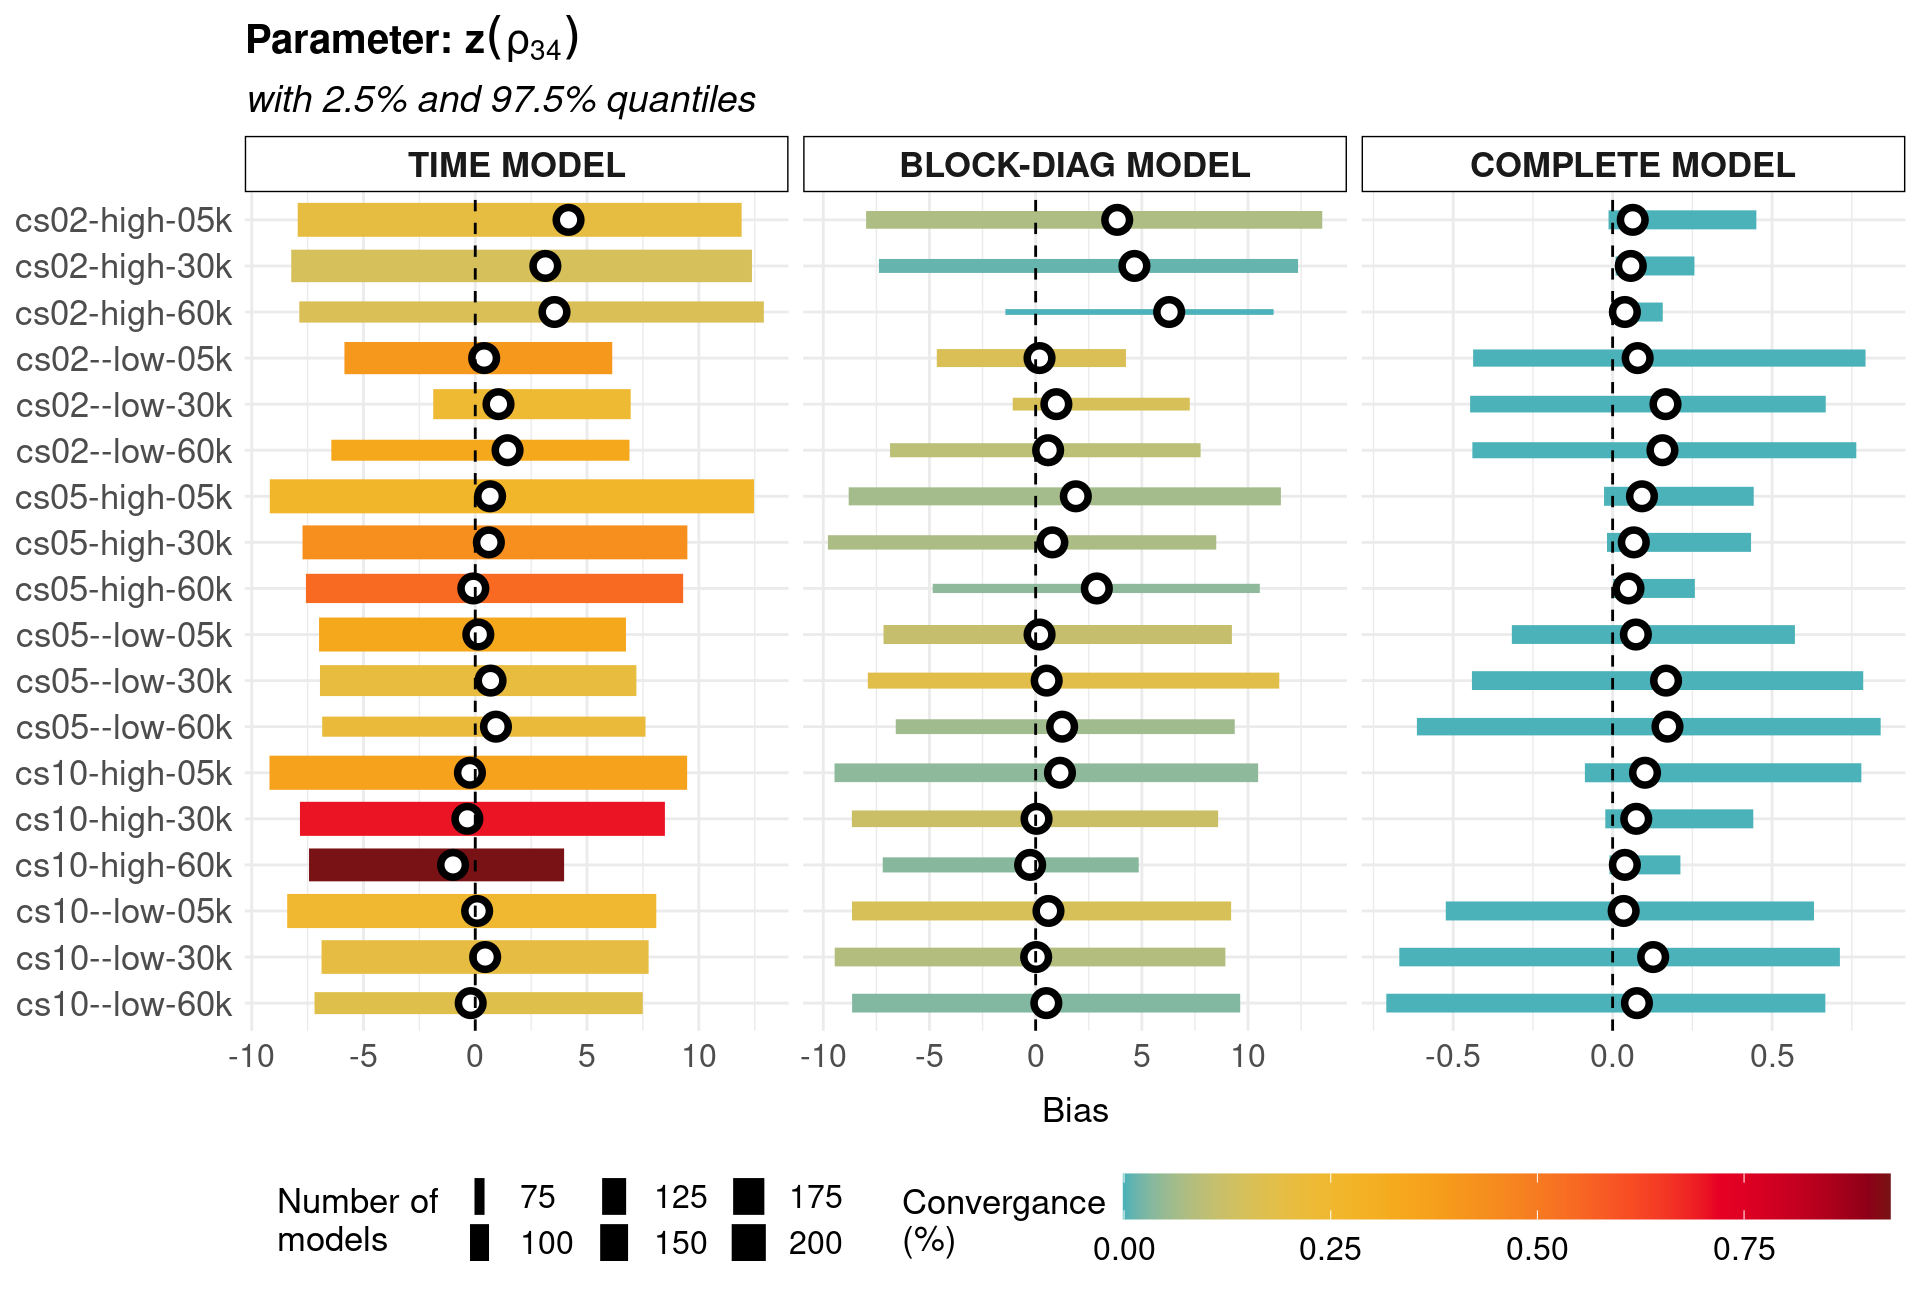 Parameter: z(ρ34)
with 2.5% and 97.5% quantiles
TIME MODEL
BLOCK-DIAG MODEL
COMPLETE MODEL
cs02-high-05k
cs02-high-30k
cs02-high-60k
cs02--low-05k
cs02--low-30k
cs02--low-60k
cs05-high-05k
cs05-high-30k
cs05-high-60k
cs05--low-05k
cs05--low-30k
cs05--low-60k
cs10-high-05k
cs10-high-30k
cs10-high-60k
cs10--low-05k
cs10--low-30k
cs10--low-60k
-10 -5 0 5 10
-10 -5 0 5 10
-0.5 0.0 0.5
Bias
Number of
models
75 125 175
100 150 200
Convergance
(%)
0.00 0.25 0.50 0.75